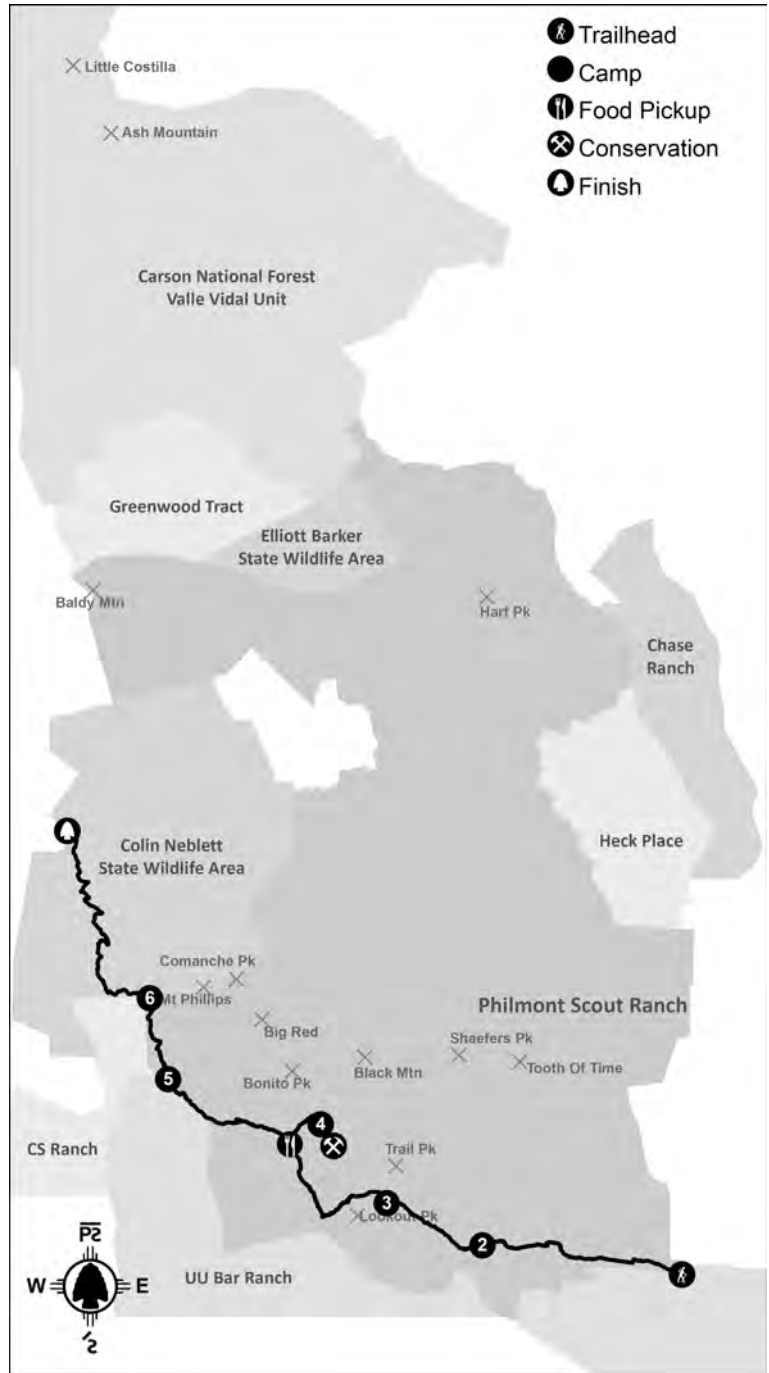 Trailhead
Camp
Food Pickup
Conservation
Finish
Little Costilla
Ash Mountain
Carson National Forest
Valle Vidal Unit
Greenwood Tract
Elliott Barker
State Wildlife Area
Baldy Mtn
Hart Pk
Chase
Ranch
Heck Place
Colin Neblett
State Wildlife Area
Comanche Pk
6
Mt Phillips
Philmont Scout Ranch
Big Red
Shaefers Pk
Black Mtn
Tooth Of Time
5
Bonito Pk
4
CS Ranch
Trail Pk
3
Lookout Pk
2
UU Bar Ranch
W
E